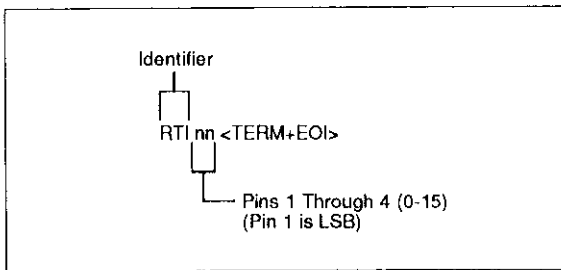 Identifier
RTI nn <TERM+EOI>
Pins 1 Through 4 (0-15)
(Pin 1 is LSB)